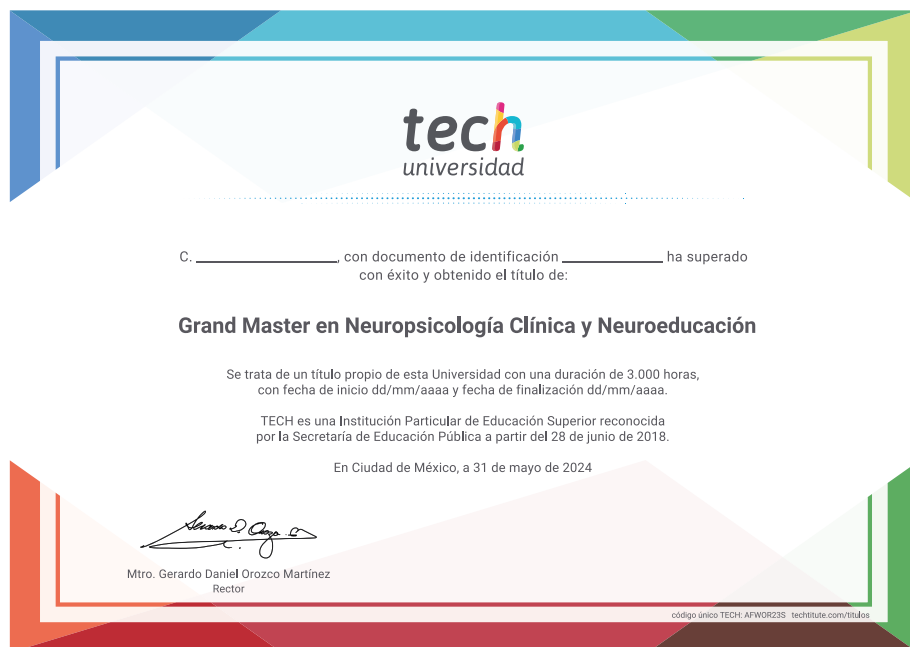 tech
universidad
C. ____________________, con documento de identificación ______________ ha superado
con éxito y obtenido el título de:
Grand Master en Neuropsicología Clínica y Neuroeducación
Se trata de un título propio de esta Universidad con una duración de 3.000 horas,
con fecha de inicio dd/mm/aaaa y fecha de finalización dd/mm/aaaa.
TECH es una Institución Particular de Educación Superior reconocida
por la Secretaría de Educación Pública a partir del 28 de junio de 2018.
En Ciudad de México, a 31 de mayo de 2024
Mtro. Gerardo Daniel Orozco Martínez
Rector
código único TECH: AFWOR23S techtitute.com/titulos